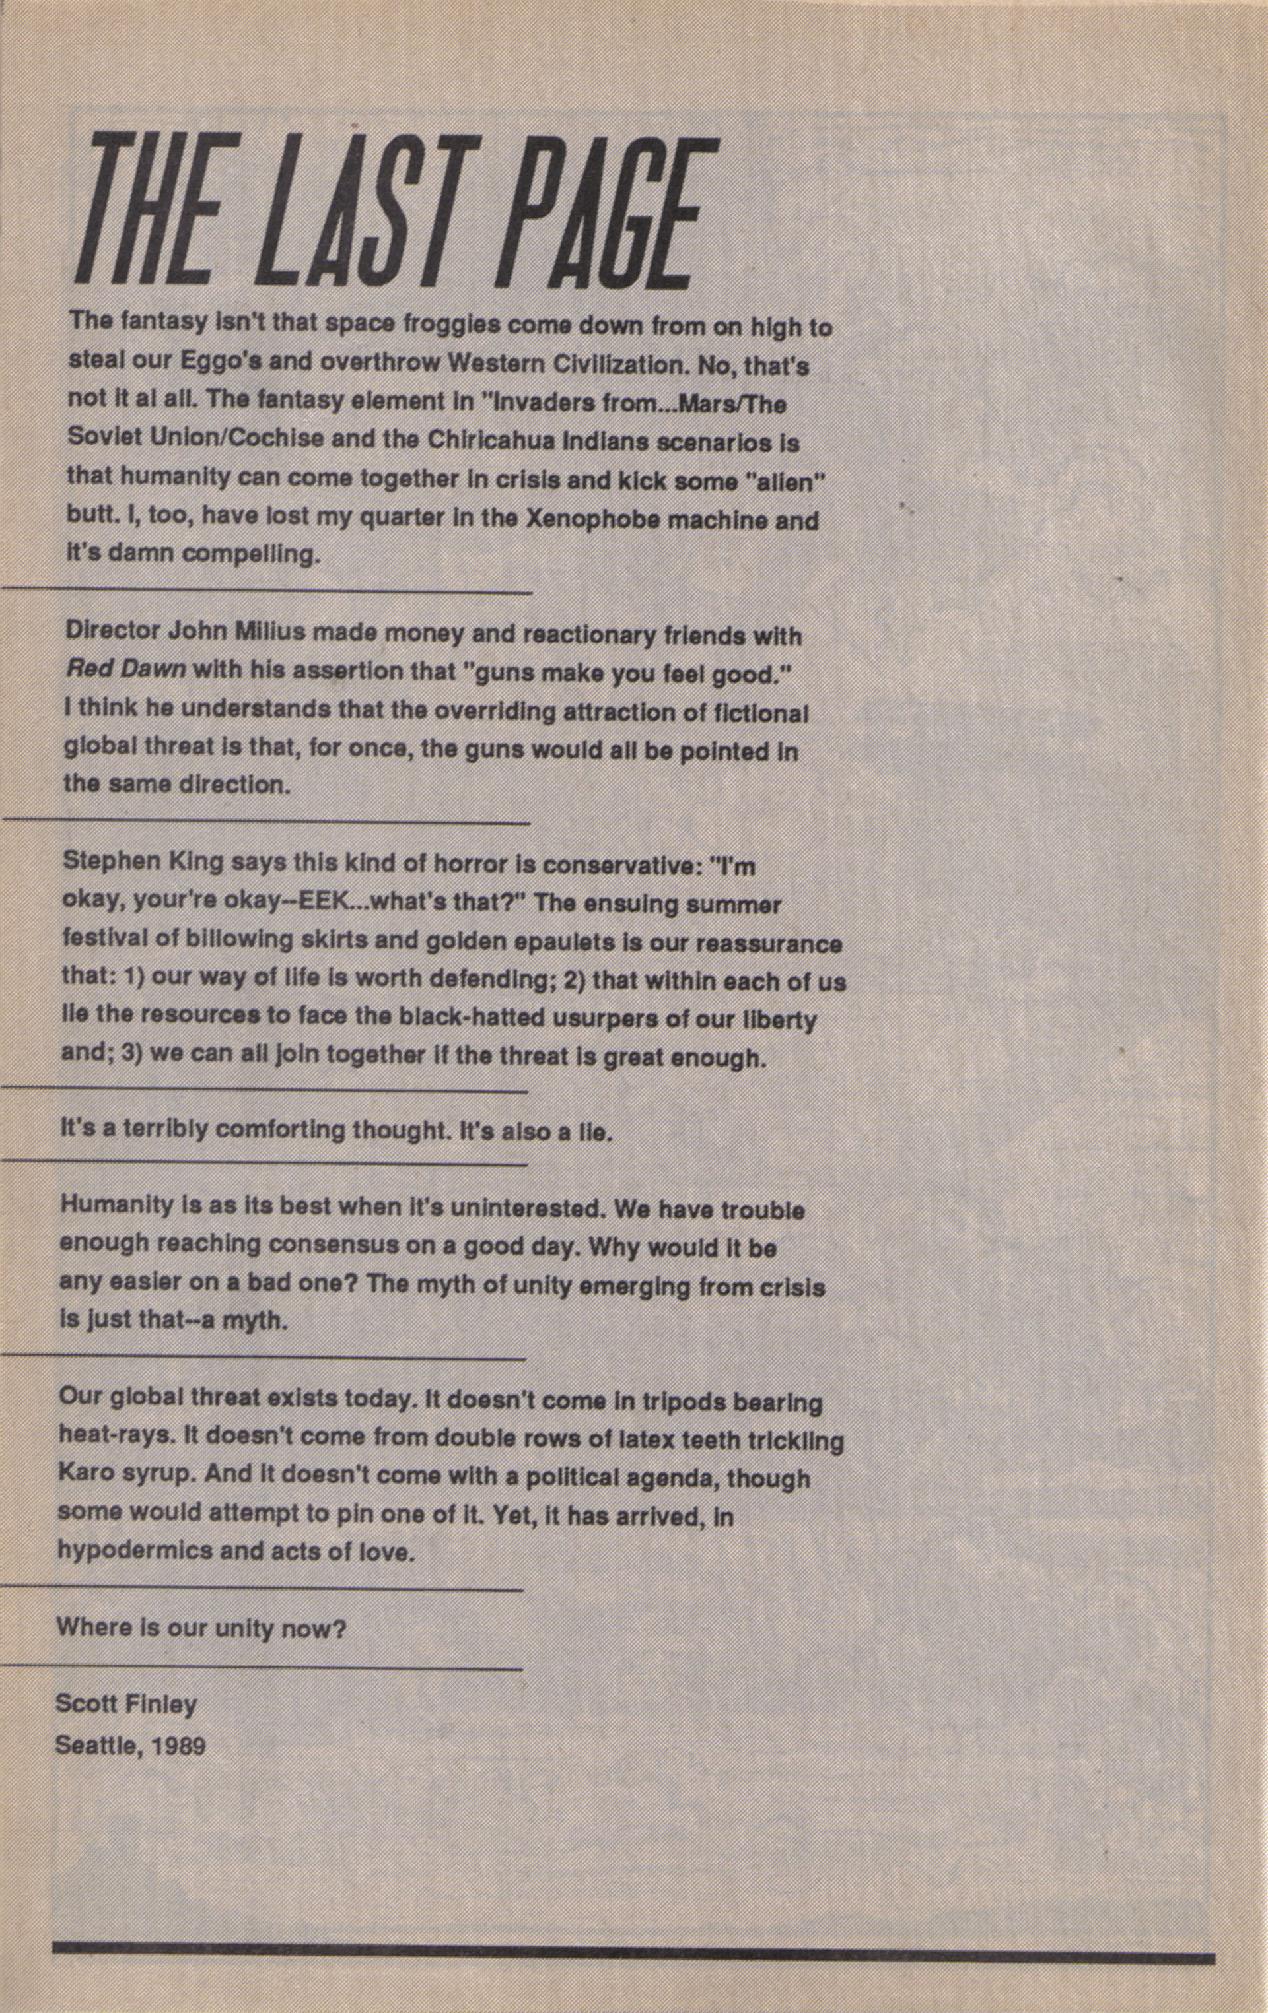 THE LAST PAGE
The fantasy isn't that space froggies come down from on high to
steal our Eggo's and overthrow Western Civilization. No, that's
not it al all. The fantasy element in "Invaders from...Mars/The
Soviet Union/Cochise and the Chiricahua Indians scenarios is
that humanity can come together in crisis and kick some "alien"
butt. I, too, have lost my quarter in the Xenophobe machine and
it's damn compelling.
Director John Milius made money and reactionary friends with
Red Dawn with his assertion that "guns make you feel good."
I think he understands that the overriding attraction of fictional
global threat is that, for once, the guns would all be pointed in
the same direction.
Stephen King says this kind of horror is conservative: "I'm
okay, your're okay--EEK...what's that?" The ensuing summer
festival of billowing skirts and golden epaulets is our reassurance
that: 1) our way of life is worth defending; 2) that within each of us
lie the resources to face the black-hatted usurpers of our liberty
and; 3) we can all join together if the threat is great enough.
It's a terribly comforting thought. It's also a lie.
Humanity is as its best when it's uninterested. We have trouble
enough reaching consensus on a good day. Why would it be
any easier on a bad one? The myth of unity emerging from crisis
is just that--a myth.
Our global threat exists today. It doesn't come in tripods bearing
heat-rays. It doesn't come from double rows of latex teeth trickling
Karo syrup. And it doesn't come with a political agenda, though
some would attempt to pin one of it. Yet, it has arrived, in
hypodermics and acts of love.
Where is our unity now?
Scott Finley
Seattle, 1989